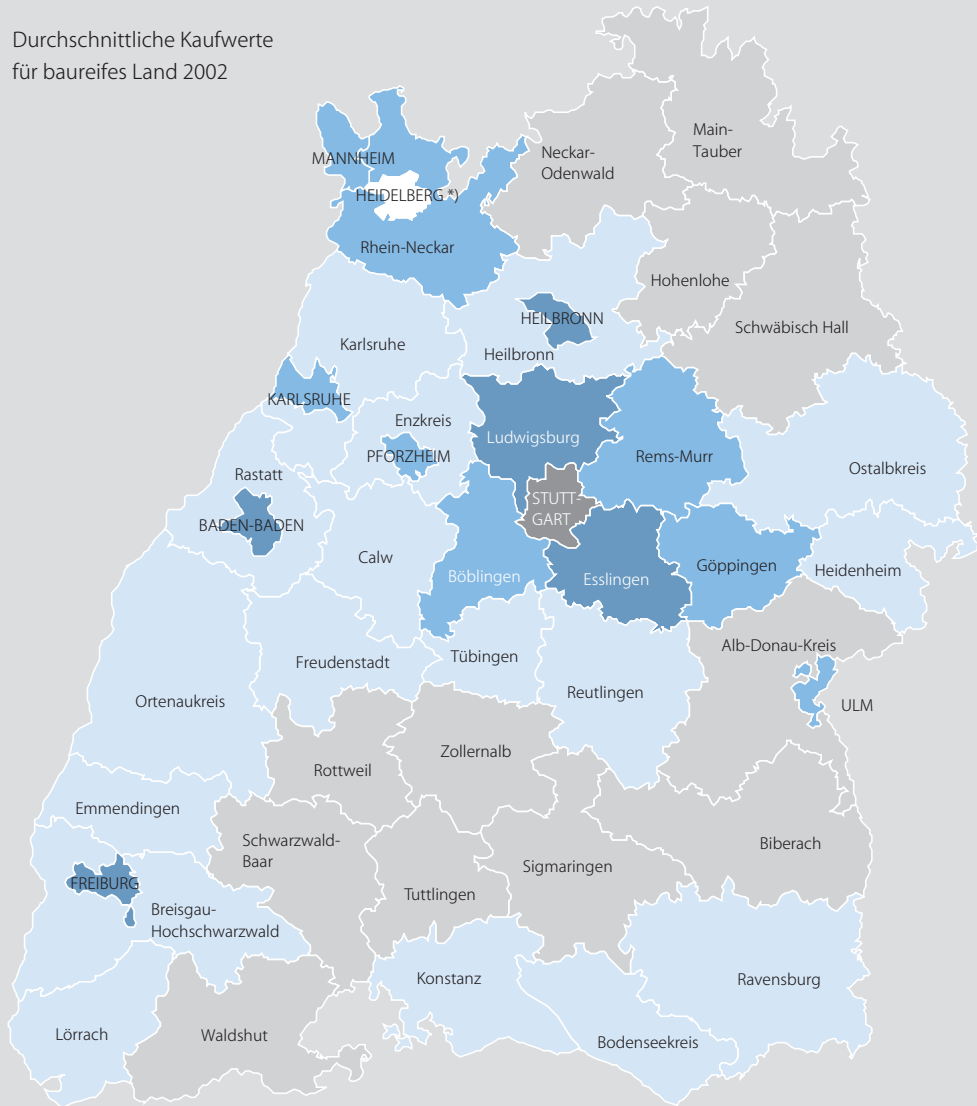 Durchschnittliche Kaufwerte
für baureifes Land 2002
Main-
Tauber
Neckar-
Odenwald
MANNHEIM
HEIDELBERG *)
Rhein-Neckar
Hohenlohe
HEILBRONN
Schwäbisch Hall
Karlsruhe
Heilbronn
KARLSRUHE
Enzkreis
Ludwigsburg
PFORZHEIM
Rems-Murr
Ostalbkreis
Rastatt
STUTT-
GART
BADEN-BADEN
Calw
Böblingen
Esslingen
Göppingen
Heidenheim
Alb-Donau-Kreis
Freudenstadt
Tübingen
Reutlingen
Ortenaukreis
ULM
Zollernalb
Rottweil
Emmendingen
Schwarzwald-
Baar
Biberach
Sigmaringen
FREIBURG
Tuttlingen
Breisgau-
Hochschwarzwald
Konstanz
Ravensburg
Lörrach
Waldshut
Bodenseekreis